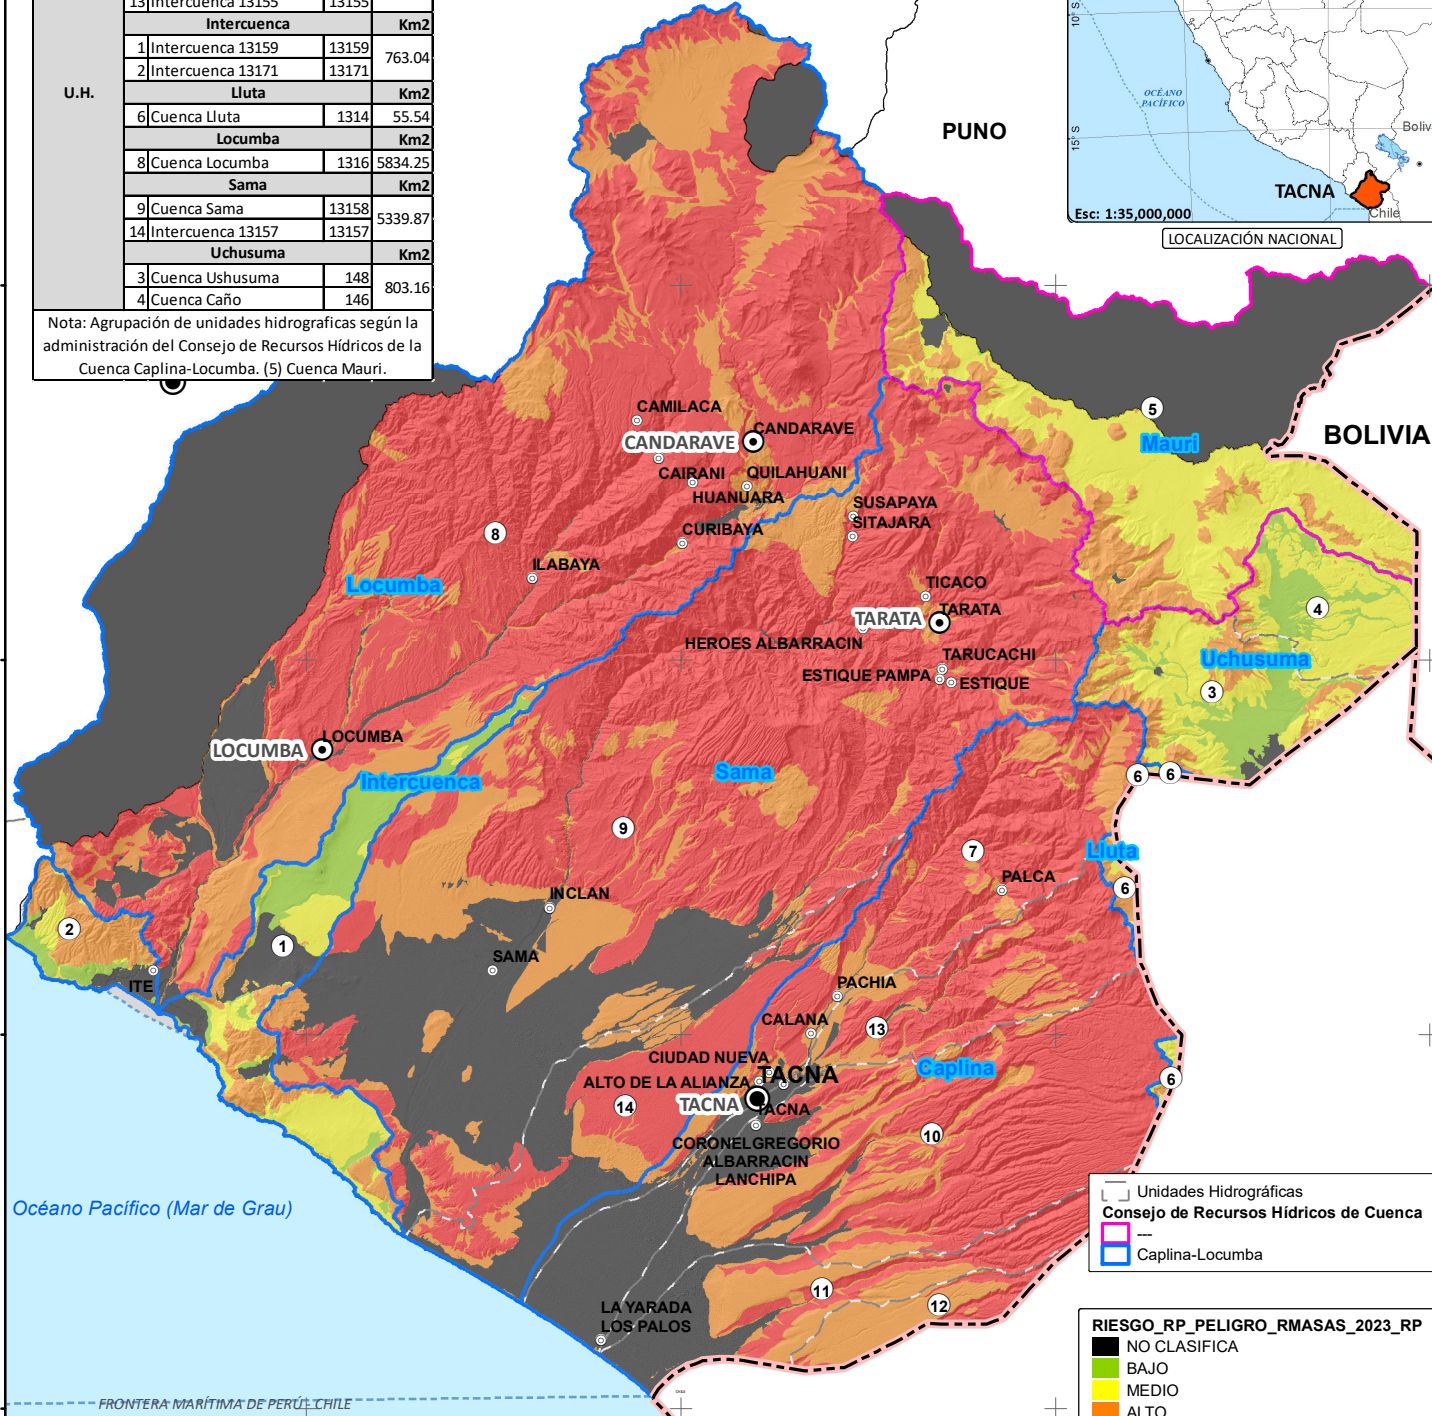 13 Intercuenca 13155 13155
Intercuenca Km2
1 Intercuenca 13159 13159 763.04
2 Intercuenca 13171 13171
U.H.
Lluta Km2
6 Cuenca Lluta 1314 55.54
Locumba Km2
8 Cuenca Locumba 1316 5834.25
Sama Km2
9 Cuenca Sama 13158 5339.87
14 Intercuenca 13157 13157
Uchusuma Km2
3 Cuenca Ushusuma 148 803.16
4 Cuenca Caño 146
Nota: Agrupación de unidades hidrograficas según la
administración del Consejo de Recursos Hídricos de la
Cuenca Caplina-Locumba. (5) Cuenca Mauri.
10° S
15° S
OCÉANO
PACÍFICO
Boliv
TACNA
Chile
Esc: 1:35,000,000
LOCALIZACIÓN NACIONAL
PUNO
BOLIVIA
5
Mauri
CAMILACA
CANDARAVE
CANDARAVE
CAIRANI
QUILAHUANI
HUANUARA
SUSAPAYA
SITAJARA
CURIBAYA
8
ILABAYA
Locumba
TICACO
TARATA
TARATA
4
HEROES ALBARRACIN
TARUCACHI
ESTIQUE PAMPA
ESTIQUE
Uchusuma
3
LOCUMBA
LOCUMBA
Intercuenca
Sama
6
6
9
7
Lluta
6
PALCA
INCLAN
2
1
SAMA
ITE
PACHIA
CALANA
13
CIUDAD NUEVA
ALTO DE LA ALIANZA
TACNA
Caplina
6
14
TACNA
TACNA
10
CORONELGREGORIO
ALBARRACIN
LANCHIPA
Océano Pacífico (Mar de Grau)
11
12
LA YARADA
LOS PALOS
FRONTERA MARÍTIMA DE PERÚ - CHILE
Unidades Hidrográficas
Consejo de Recursos Hídricos de Cuenca
---
Caplina-Locumba
RIESGO_RP_PELIGRO_RMASAS_2023_RP
NO CLASIFICA
BAJO
MEDIO
ALTO